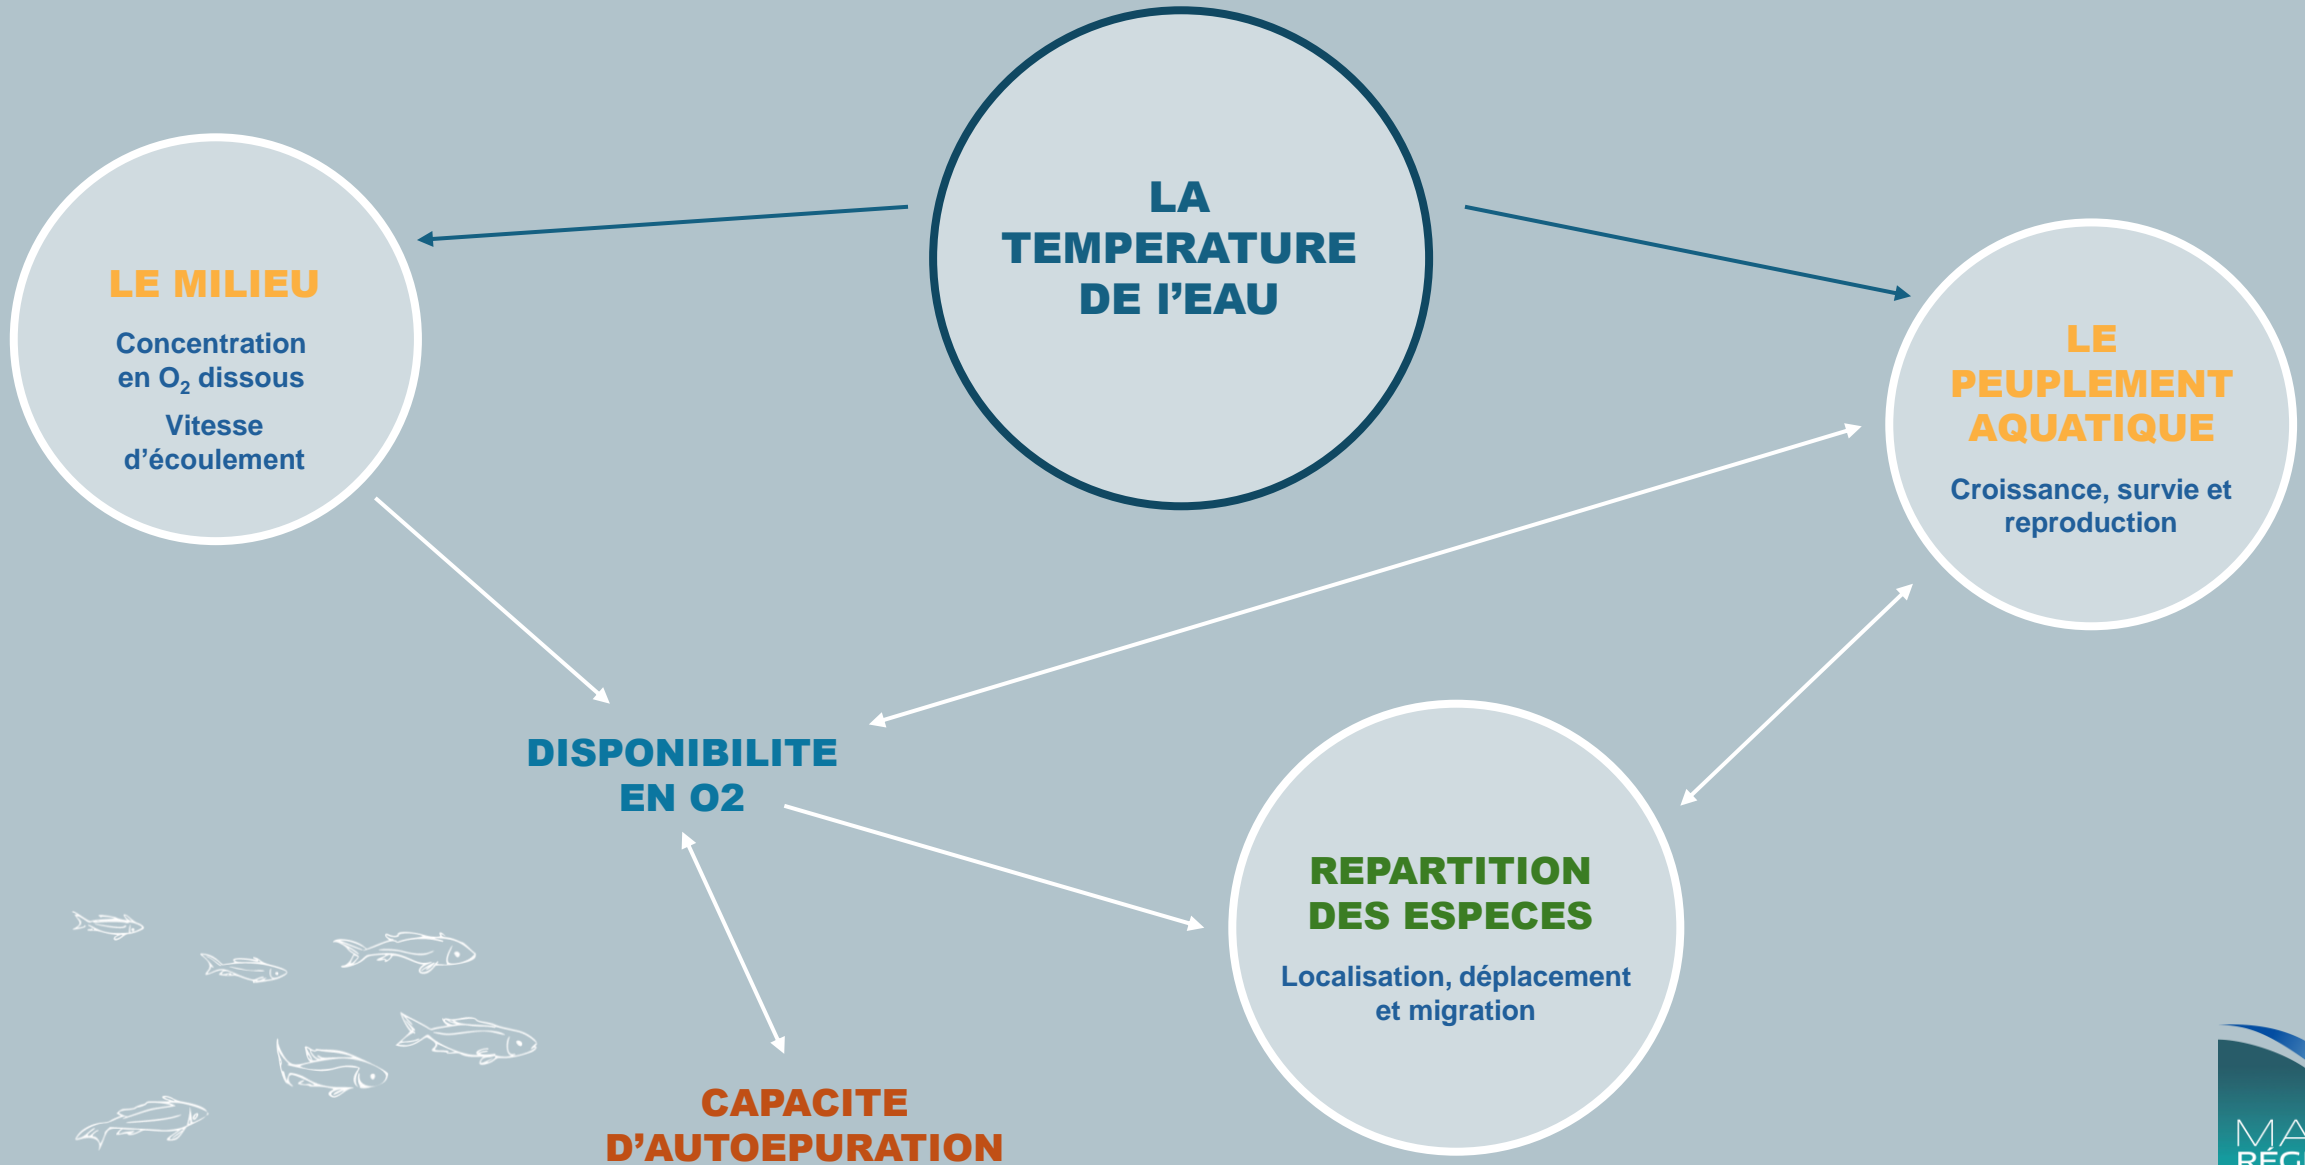 LA
TEMPERATURE
DE l’EAU
LE MILIEU
Concentration
en O₂ dissous
Vitesse
d’écoulement
LE
PEUPLEMENT
AQUATIQUE
Croissance, survie et
reproduction
DISPONIBILITE
EN O2
REPARTITION
DES ESPECES
Localisation, déplacement
et migration
CAPACITE
D’AUTOEPURATION